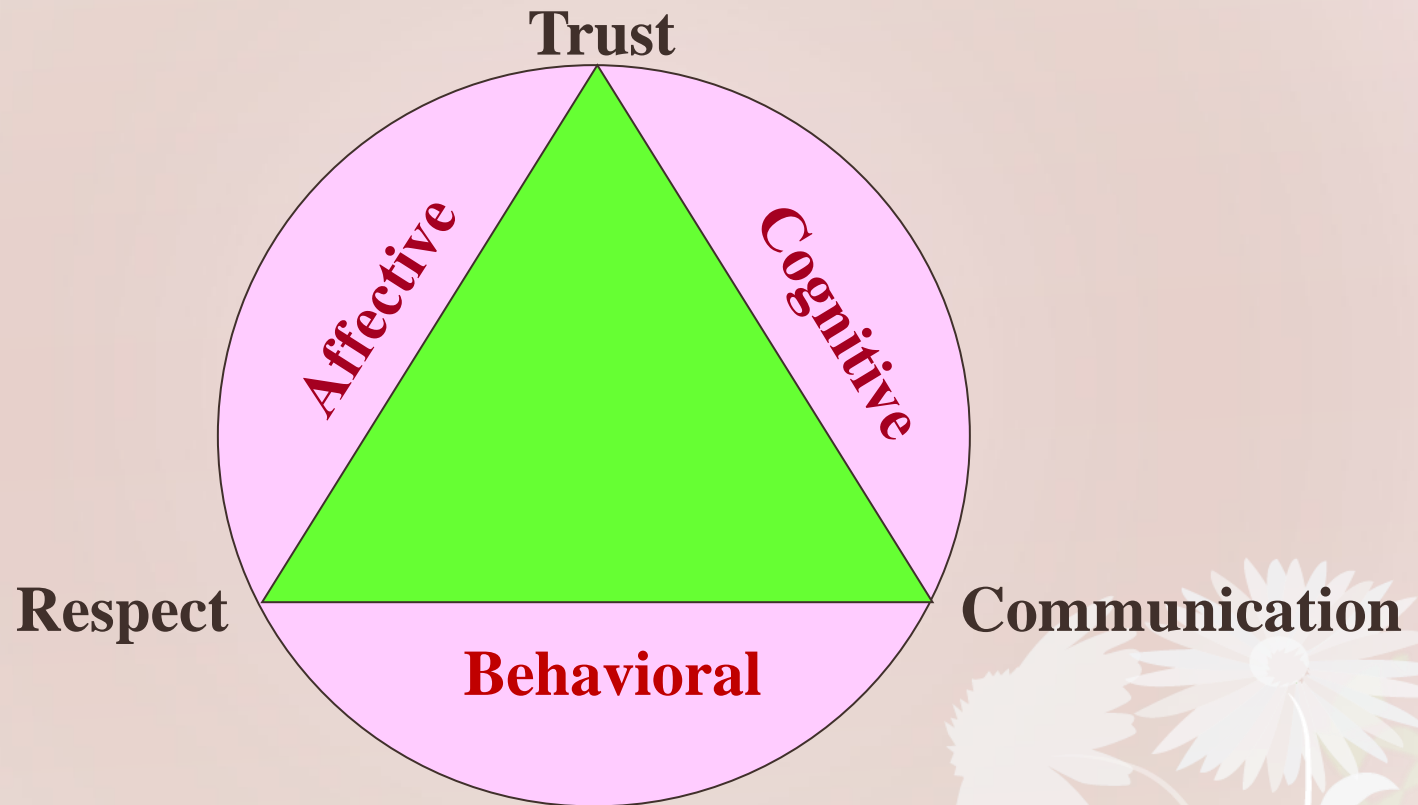 Trust
Affective
Cognitive
Respect
Communication
Behavioral